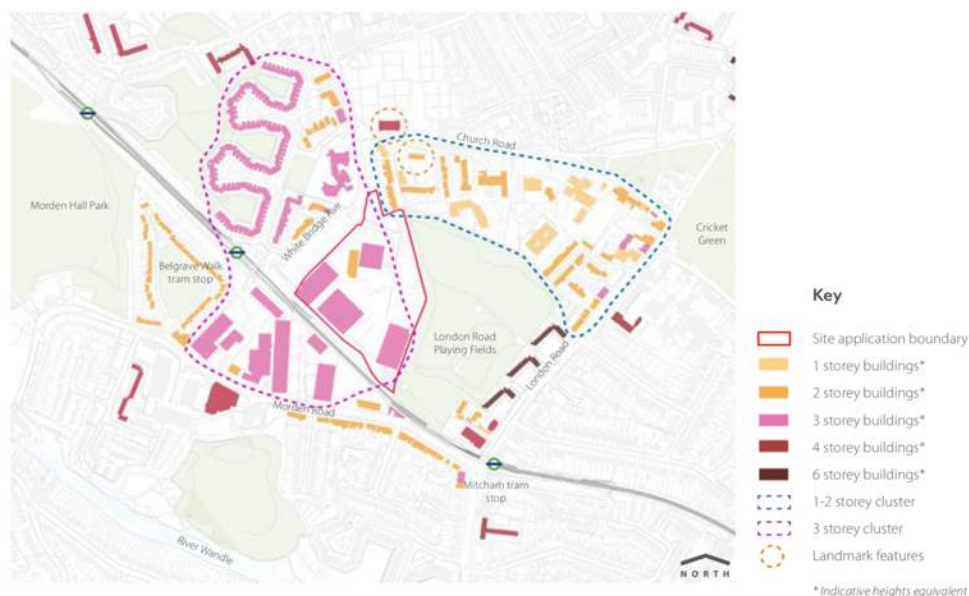 Church Road
Morden Hall Park
White Bridge Ave
Cricket
Green
Belgrave Walk
tram stop
London Road
Playing Fields
London Road
Morden Road
Mitcham tram
stop
River Wandle
NORTH
Key
Site application boundary
1 storey buildings*
2 storey buildings*
3 storey buildings*
4 storey buildings*
6 storey buildings*
1-2 storey cluster
3 storey cluster
Landmark features
* Indicative heights equivalent